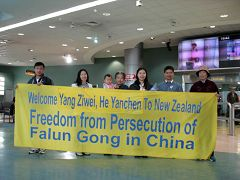 Welcome Yang Ziwei, He Yanchen To New Zealand
Freedom from Persecution of
Falun Gong in China